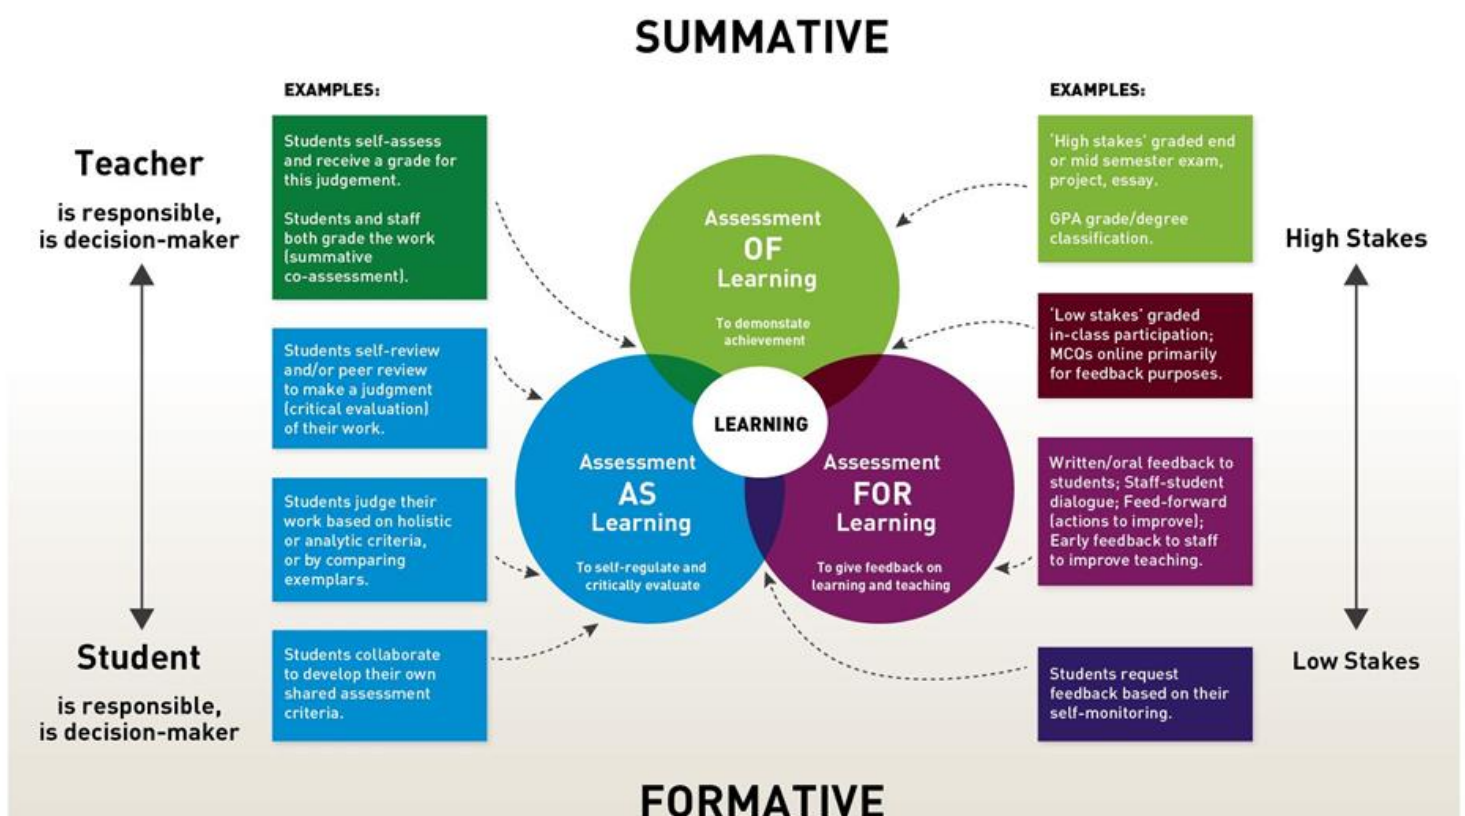 SUMMATIVE
EXAMPLES:
EXAMPLES:
Teacher
is responsible,
is decision-maker
Students self-assess
and receive a grade for
this judgement.
Students and staff
both grade the work
(summative
co-assessment).
Students self-review
and/or peer review
to make a judgment
(critical evaluation)
of their work.
Students judge their
work based on holistic
or analytic criteria,
or by comparing
exemplars.
Students collaborate
to develop their own
shared assessment
criteria.
Student
is responsible,
is decision-maker
Assessment
OF
Learning
To demonstate
achievement
LEARNING
Assessment
AS
Learning
To self-regulate and
critically evaluate
Assessment
FOR
Learning
To give feedback on
learning and teaching
'High stakes' graded end
or mid semester exam,
project, essay.
GPA grade/degree
classification.
'Low stakes' graded
in-class participation;
MCQs online primarily
for feedback purposes.
Written/oral feedback to
students; Staff-student
dialogue; Feed-forward
(actions to improve);
Early feedback to staff
to improve teaching.
Students request
feedback based on their
self-monitoring.
High Stakes
Low Stakes
FORMATIVE